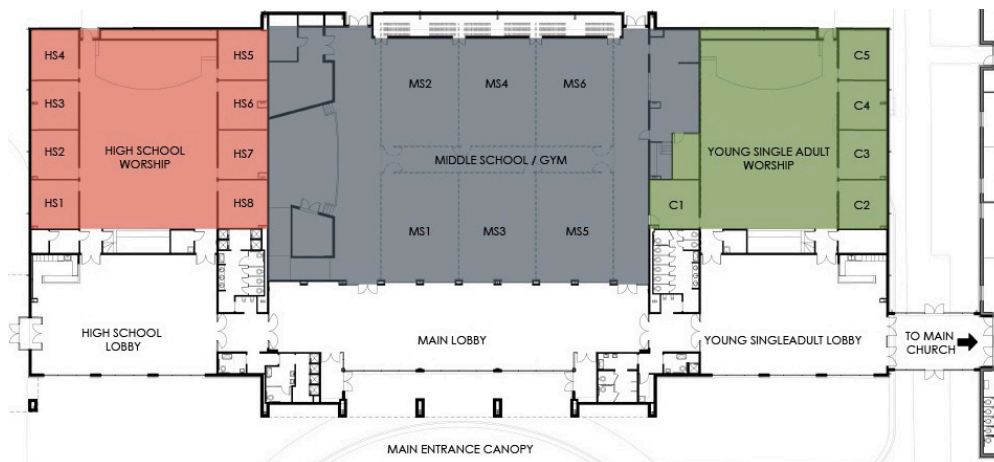 HS4
HS5
MS2
MS4
MS6
C5
HS3
HS6
C4
HS2
HIGH SCHOOL
WORSHIP
HS7
MIDDLE SCHOOL / GYM
YOUNG SINGLE ADULT
WORSHIP
C3
HS1
HS8
MS1
MS3
MS5
C1
C2
HIGH SCHOOL
LOBBY
MAIN LOBBY
YOUNG SINGLEADULT LOBBY
TO MAIN
CHURCH
MAIN ENTRANCE CANOPY